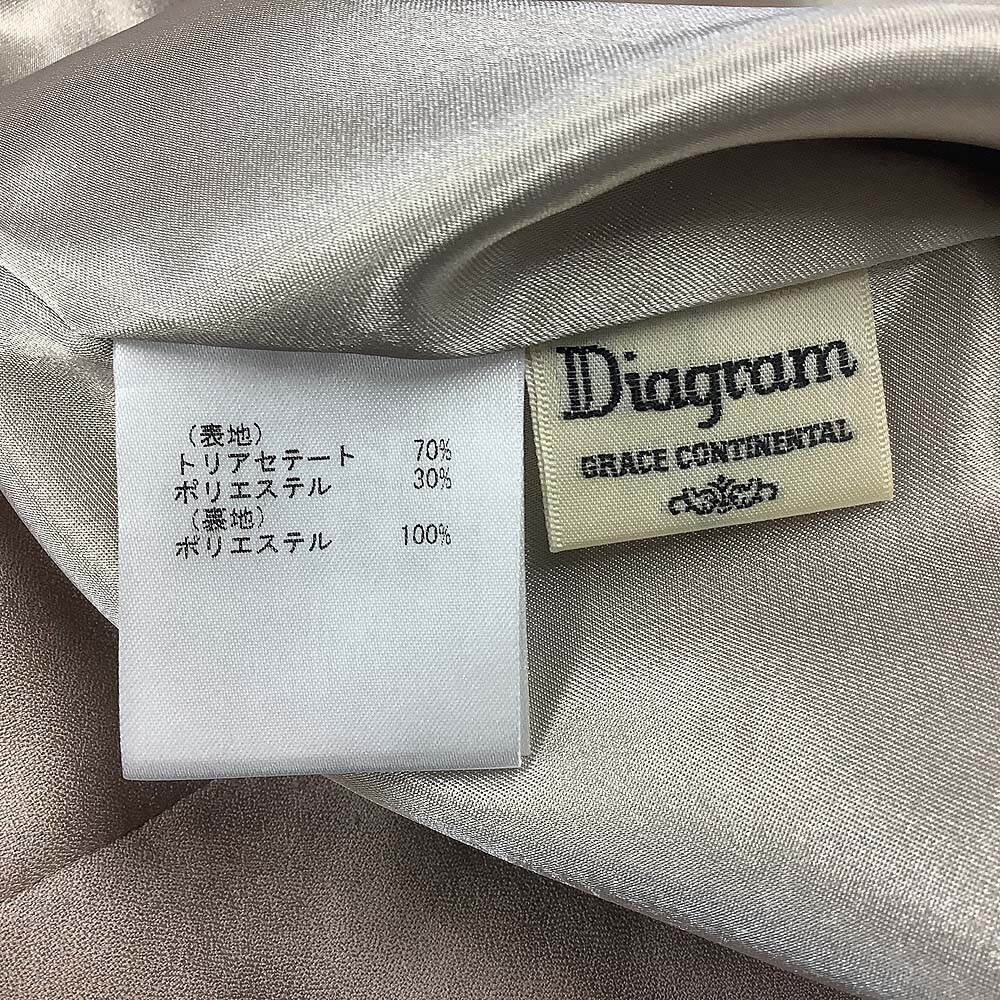 (表地)
トリアセテート 70%
ポリエステル 30%
(裏地)
ポリエステル 100%
Diagram
GRACE CONTINENTAL